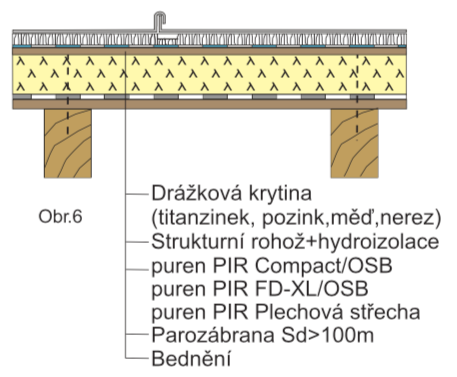 Obr.6
Drážková krytina
(titanzinek, pozink,měď,nerez)
Strukturní rohož+hydroizolace
puren PIR Compact/OSB
puren PIR FD-XL/OSB
puren PIR Plechová střecha
Parozábrana Sd>100m
Bednění